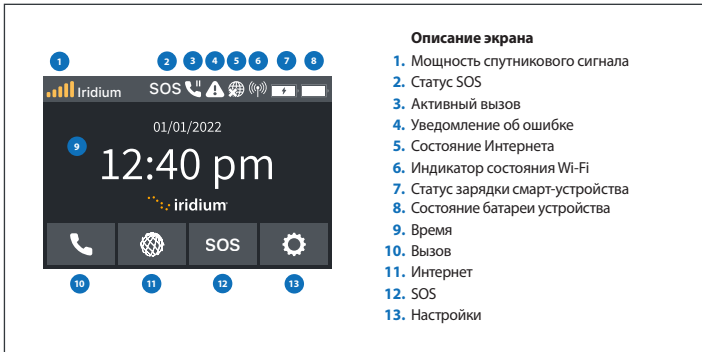 1 2 3 4 5 6 7 8
Iridium SOS
01/01/2022
9
12:40 pm
iridium
SOS
10 11 12 13
Описание экрана
1. Мощность спутникового сигнала
2. Статус SOS
3. Активный вызов
4. Уведомление об ошибке
5. Состояние Интернета
6. Индикатор состояния Wi-Fi
7. Статус зарядки смарт-устройства
8. Состояние батареи устройства
9. Время
10. Вызов
11. Интернет
12. SOS
13. Настройки